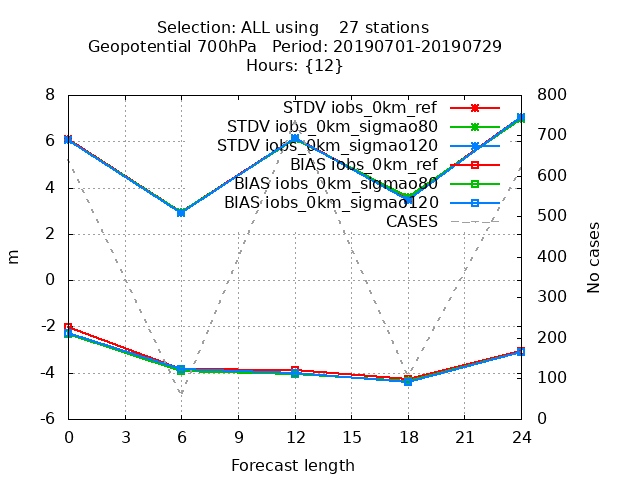 Selection: ALL using    27 stations
Geopotential 700hPa   Period: 20190701-20190729
Hours: {12}
STDV iobs_0km_ref
STDV iobs_0km_sigmao80
STDV iobs_0km_sigmao120
BIAS iobs_0km_ref
BIAS iobs_0km_sigmao80
BIAS iobs_0km_sigmao120
CASES
8
6
4
2
0
-2
-4
-6
m
800
700
600
500
400
300
200
100
0
No cases
0 3 6 9 12 15 18 21 24
Forecast length